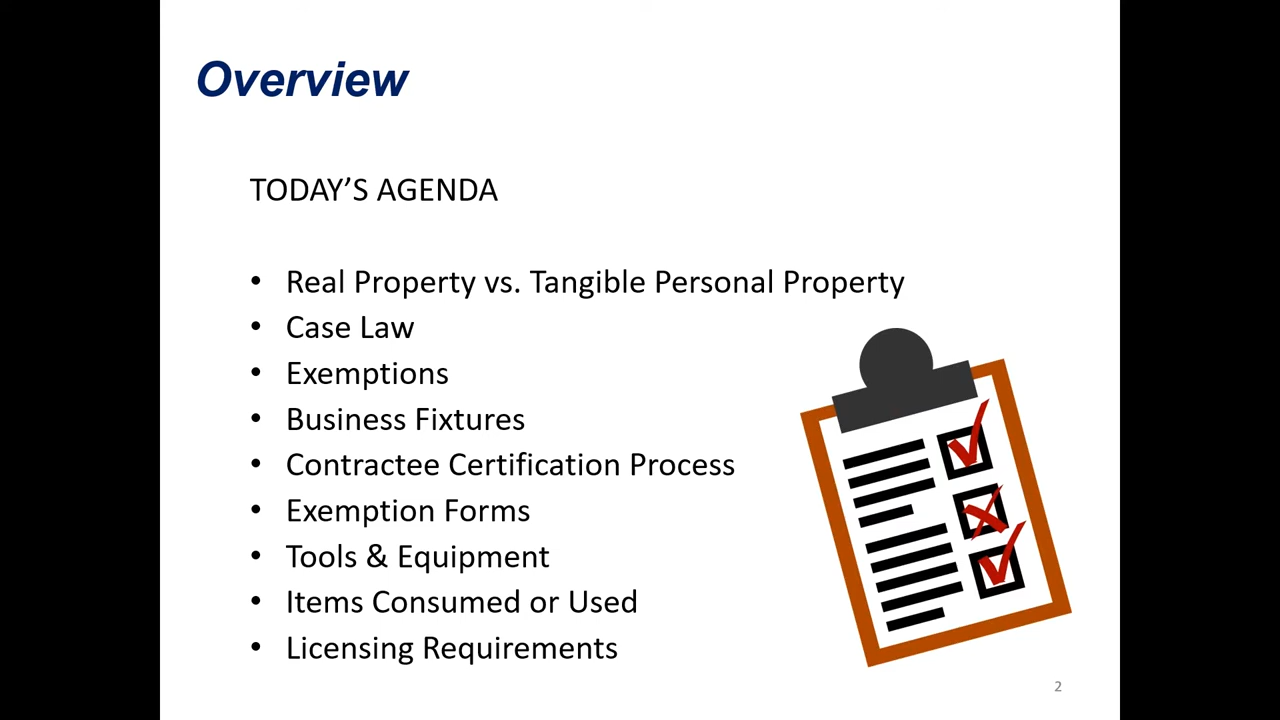 Overview
TODAY’S AGENDA
• Real Property vs. Tangible Personal Property
• Case Law
• Exemptions
• Business Fixtures
• Contractee Certification Process
• Exemption Forms
• Tools & Equipment
• Items Consumed or Used
• Licensing Requirements
2